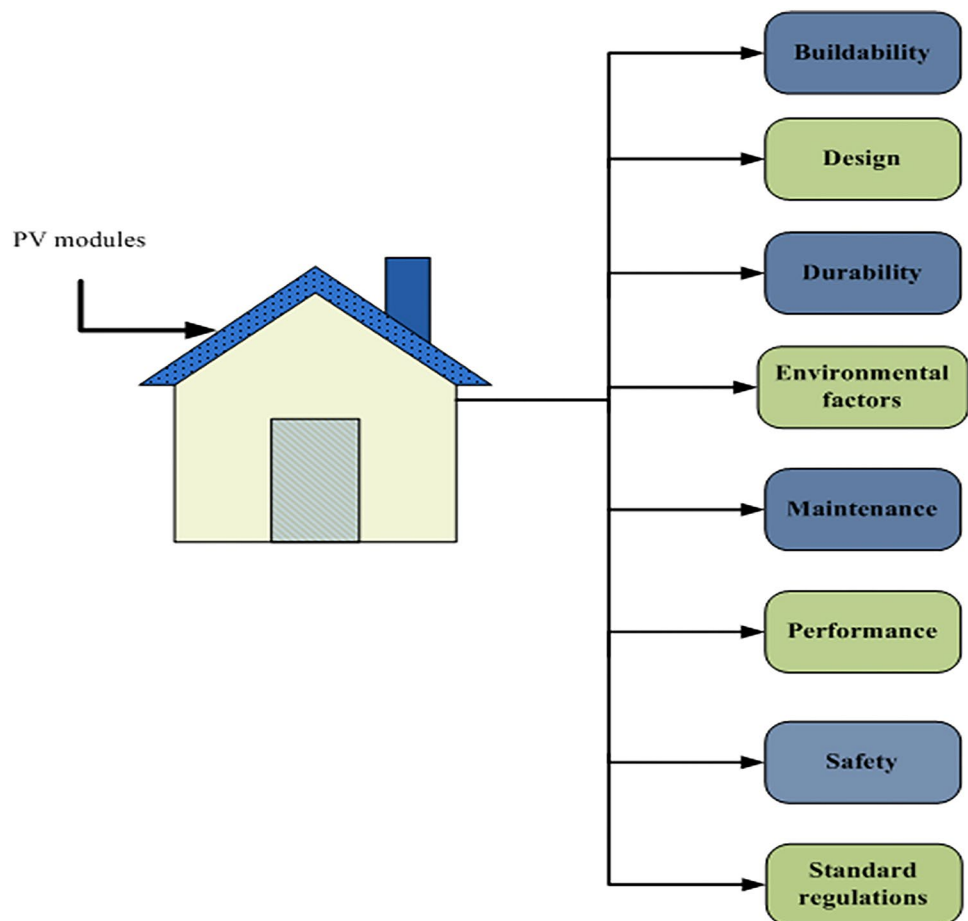 PV modules
Buildability
Design
Durability
Environmental
factors
Maintenance
Performance
Safety
Standard
regulations